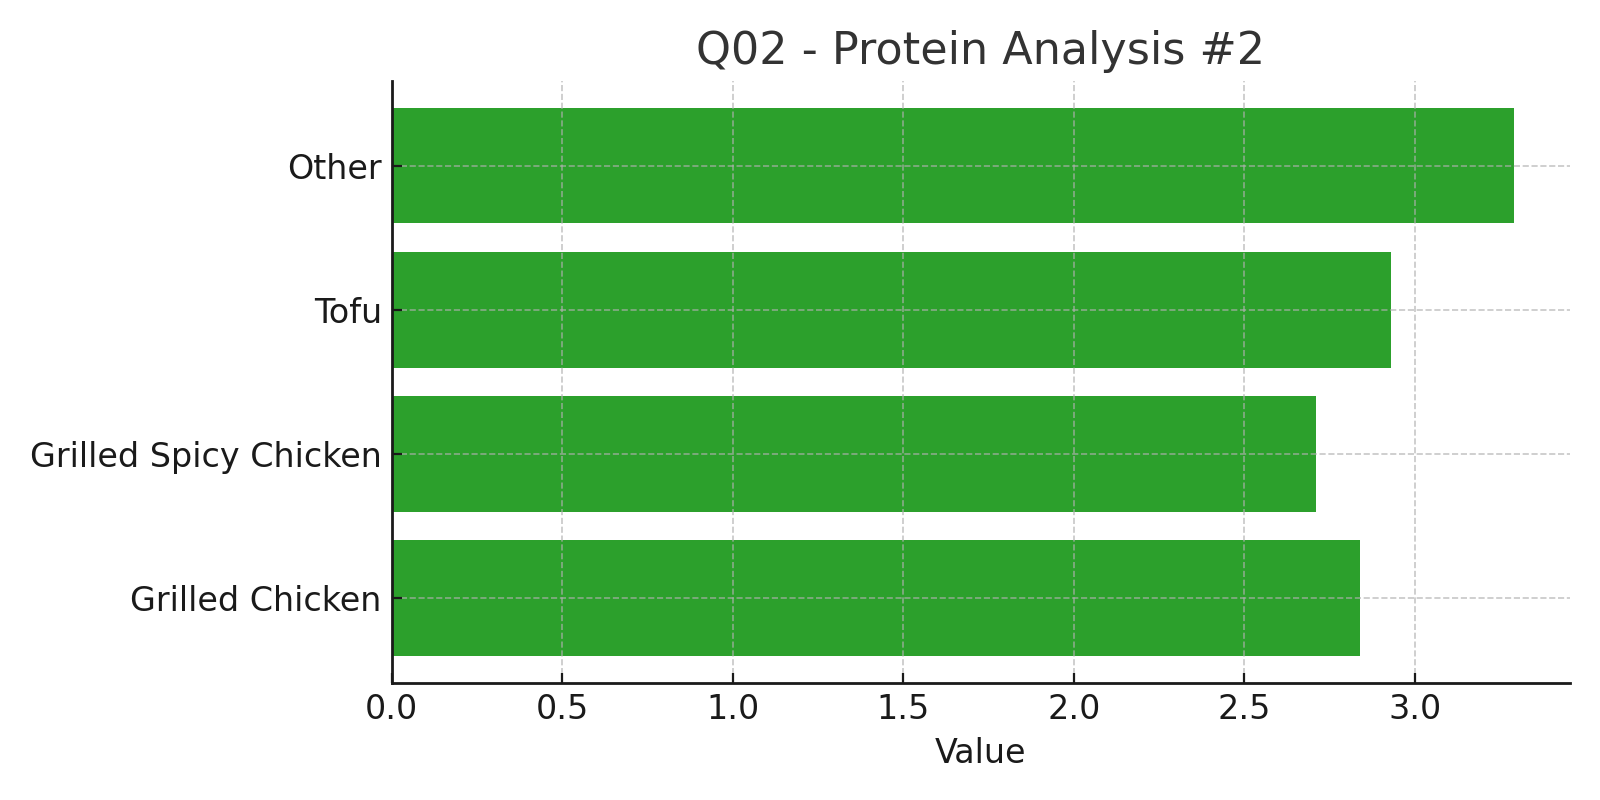 Q02 - Protein Analysis #2
Other
Tofu
Grilled Spicy Chicken
Grilled Chicken
0.0 0.5 1.0 1.5 2.0 2.5 3.0
Value